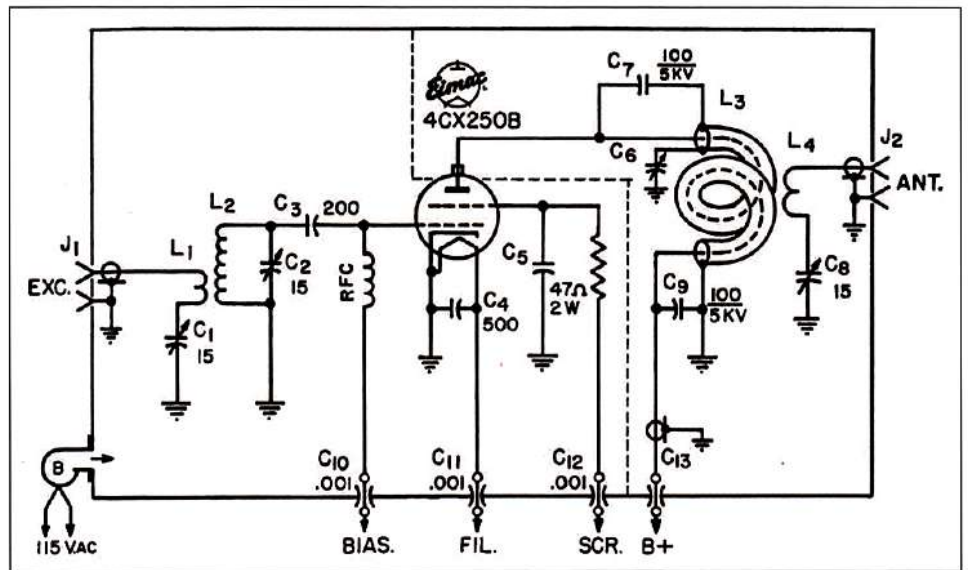 Eimac
4CX250B
C7
100
5KV
L3
C6
L4
J2
ANT.
J1
EXC.
L1
L2
C3
200
C2
15
C1
15
RFC
C4
500
C5
47Ω
2W
C9
100
5KV
C8
15
B
115 V.AC
C10
.001
C11
.001
C12
.001
C13
BIAS.
FIL.
SCR.
B+